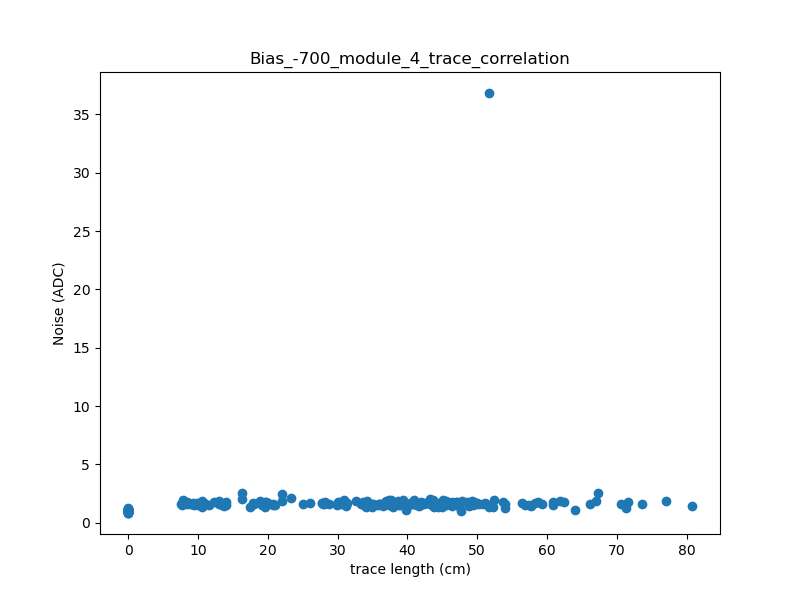 Bias_-700_module_4_trace_correlation
35
30
25
20
15
10
5
0
Noise (ADC)
0 10 20 30 40 50 60 70 80
trace length (cm)